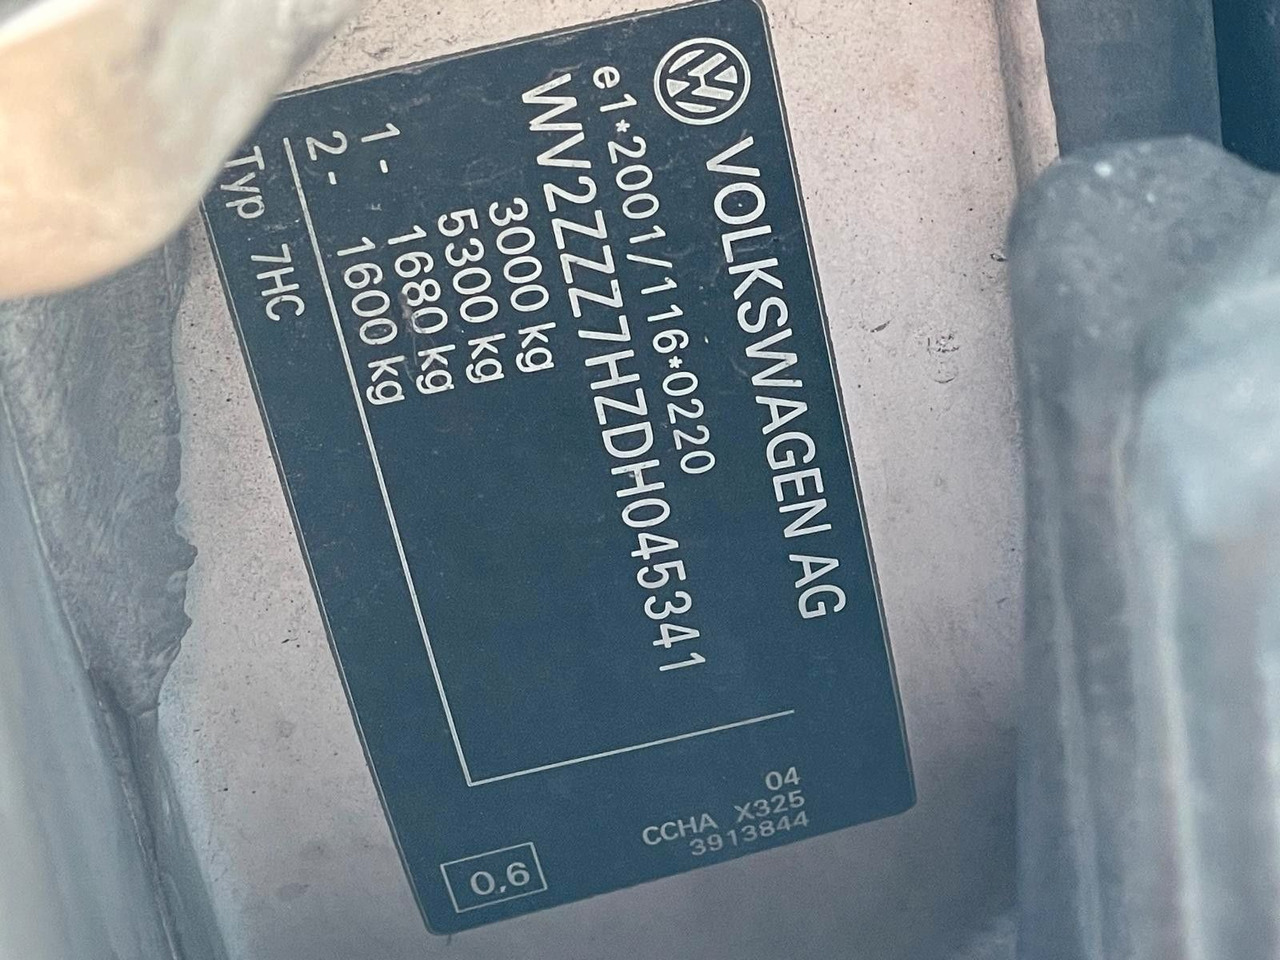 VOLKSWAGEN AG
e1*2001/116*0220
WV2ZZZ7HZDH045341
3000 kg
5300 kg
1- 1680 kg
2- 1600 kg
Typ 7HC
04
CCHA X325
3913844
0,6